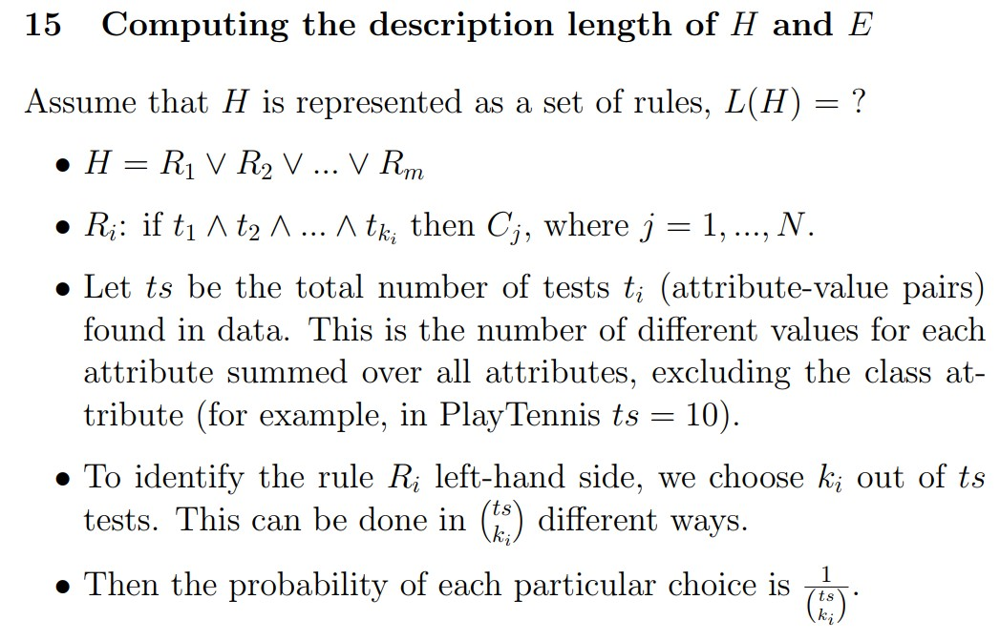 15 Computing the description length of H and E
Assume that H is represented as a set of rules, L(H) = ?
• H = R₁ ∨ R₂ ∨ ... ∨ Rₘ
• Rᵢ: if t₁ ∧ t₂ ∧ ... ∧ t_{kᵢ} then Cⱼ, where j = 1, ..., N.
• Let ts be the total number of tests tᵢ (attribute-value pairs)
found in data. This is the number of different values for each
attribute summed over all attributes, excluding the class at-
tribute (for example, in PlayTennis ts = 10).
• To identify the rule Rᵢ left-hand side, we choose kᵢ out of ts
tests. This can be done in \binom{ts}{kᵢ} different ways.
• Then the probability of each particular choice is \frac{1}{\binom{ts}{kᵢ}}.